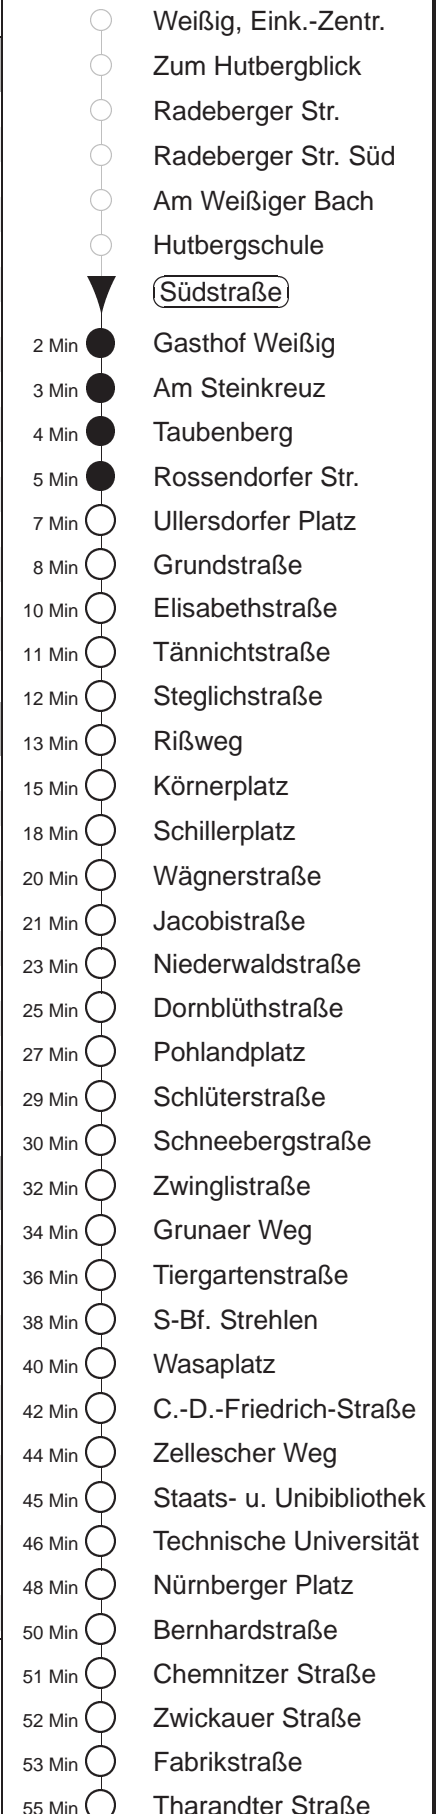 Weißig, Eink.-Zentr.
Zum Hutbergblick
Radeberger Str.
Radeberger Str. Süd
Am Weißiger Bach
Hutbergschule
Südstraße
2 Min Gasthof Weißig
3 Min Am Steinkreuz
4 Min Taubenberg
5 Min Rossendorfer Str.
7 Min Ullersdorfer Platz
8 Min Grundstraße
10 Min Elisabethstraße
11 Min Tännichtstraße
12 Min Steglichstraße
13 Min Rißweg
15 Min Körnerplatz
18 Min Schillerplatz
20 Min Wägnerstraße
21 Min Jacobistraße
23 Min Niederwaldstraße
25 Min Dornblüthstraße
27 Min Pohlandplatz
29 Min Schlüterstraße
30 Min Schneebergstraße
32 Min Zwinglistraße
34 Min Grunaer Weg
36 Min Tiergartenstraße
38 Min S-Bf. Strehlen
40 Min Wasaplatz
42 Min C.-D.-Friedrich-Straße
44 Min Zellescher Weg
45 Min Staats- u. Unibibliothek
46 Min Technische Universität
48 Min Nürnberger Platz
50 Min Bernhardstraße
51 Min Chemnitzer Straße
52 Min Zwickauer Straße
53 Min Fabrikstraße
55 Min Tharandter Straße